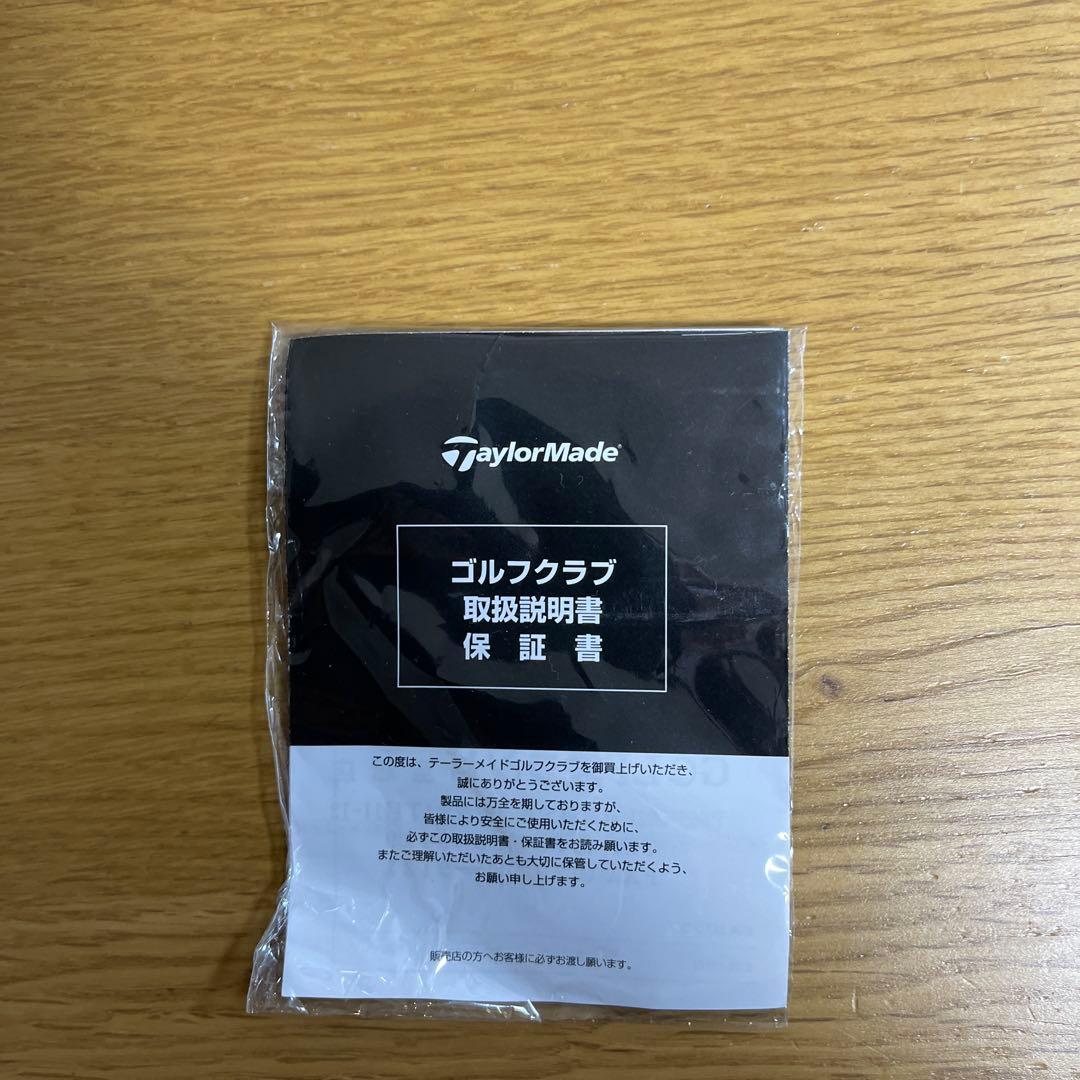 TaylorMade
ゴルフクラブ
取扱説明書
保証書
この度は、テーラーメイドゴルフクラブを御買上げいただき、
誠にありがとうございます。
製品には万全を期しておりますが、
皆様により安全にご使用いただくために、
必ずこの取扱説明書・保証書をお読み願います。
またご理解いただいたあとも大切に保管していただくよう、
お願い申し上げます。
販売店の方へお客様に必ずお渡し願います。